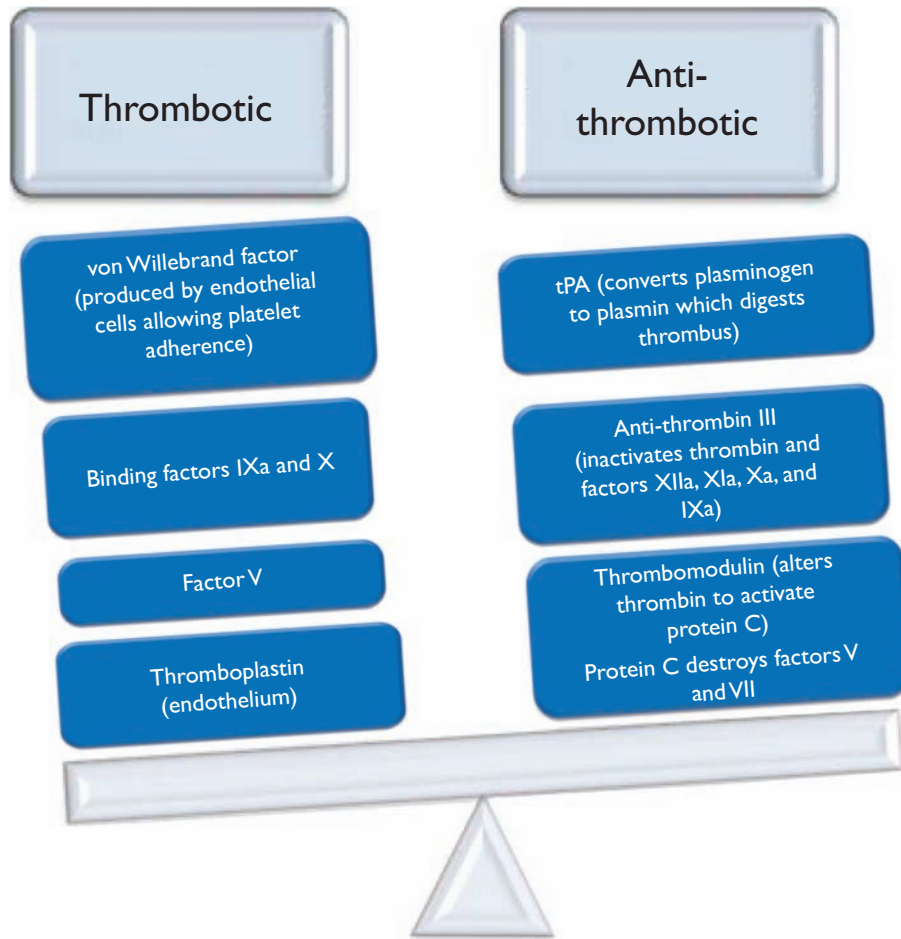 Thrombotic
Anti-
thrombotic
von Willebrand factor
(produced by endothelial
cells allowing platelet
adherence)
Binding factors IXa and X
Factor V
Thromboplastin
(endothelium)
tPA (converts plasminogen
to plasmin which digests
thrombus)
Anti-thrombin III
(inactivates thrombin and
factors XIIa, XIa, Xa, and
IXa)
Thrombomodulin (alters
thrombin to activate
protein C)
Protein C destroys factors V
and VII